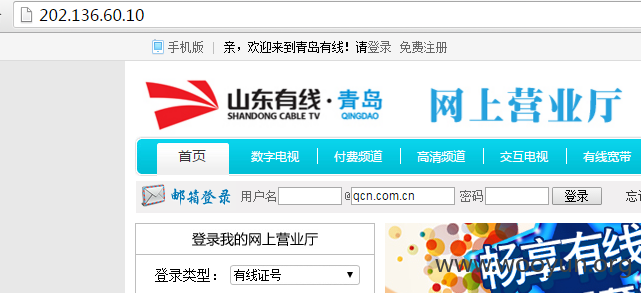 202.136.60.10
手机版 | 亲，欢迎来到青岛有线！请登录 免费注册
山东有线·青岛
SHANDONG CABLE TV QINGDAO
网上营业厅
首页 数字电视 付费频道 高清频道 交互电视 有线宽带
邮箱登录 用户名 @qcn.com.cn 密码 登录 忘记
登录我的网上营业厅
登录类型： 有线证号
畅享有线
www.wooyun.org